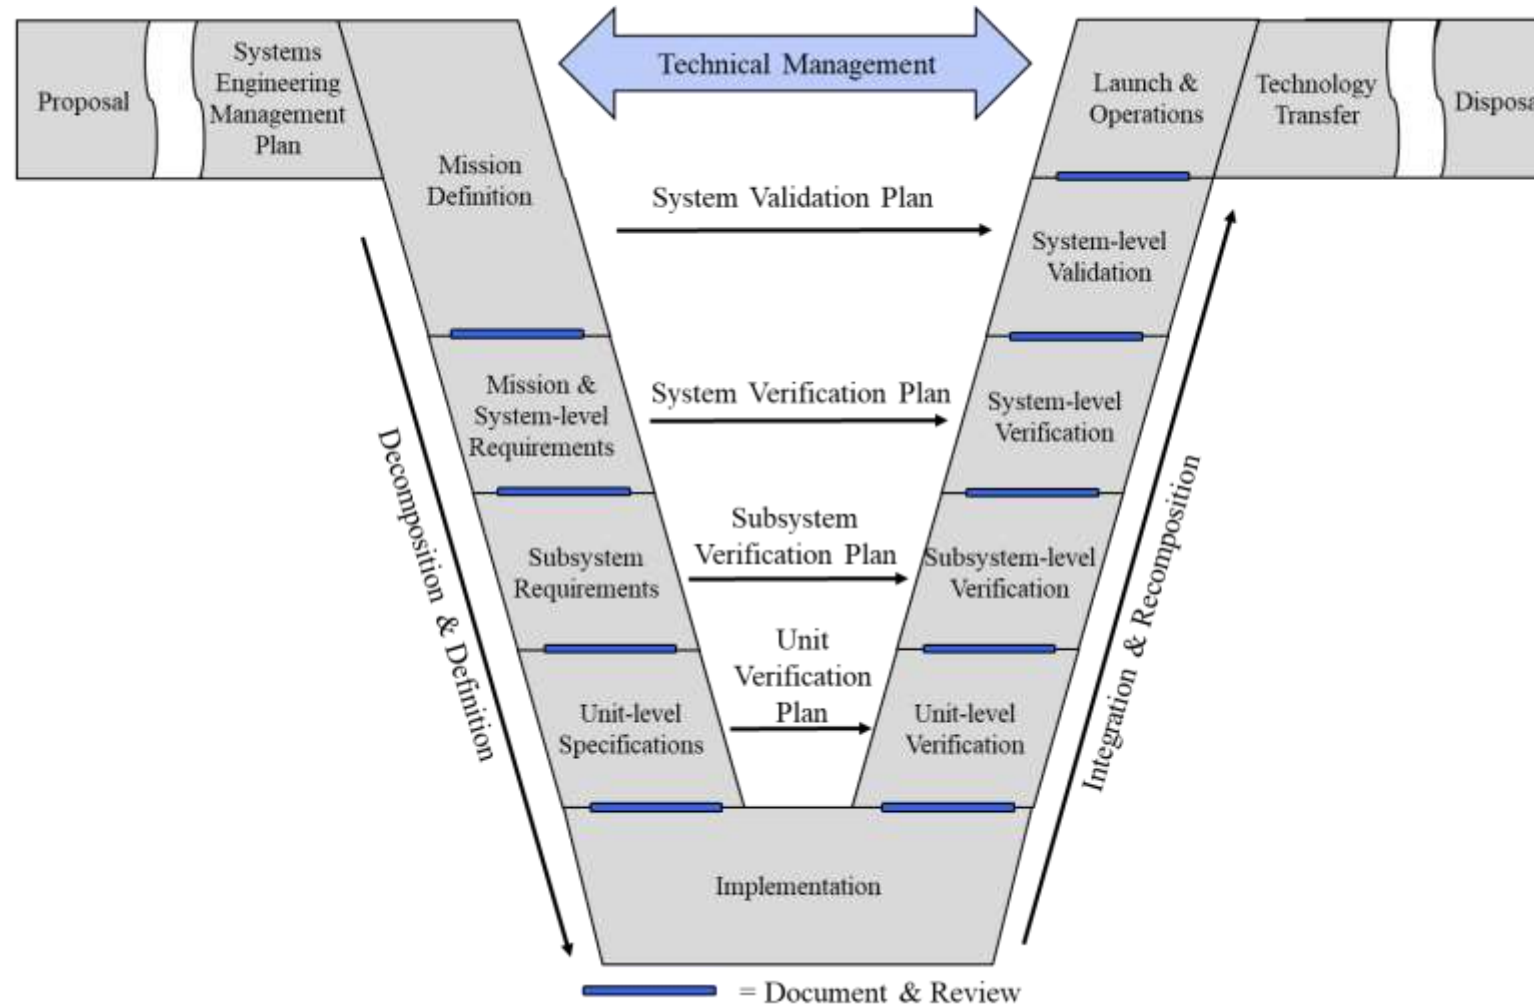 Proposal
Systems
Engineering
Management
Plan
Mission
Definition
Technical Management
Launch &
Operations
Technology
Transfer
Disposa
System Validation Plan
System-level
Validation
Mission &
System-level
Requirements
System Verification Plan
System-level
Verification
Decomposition & Definition
Subsystem
Requirements
Subsystem
Verification Plan
Subsystem-level
Verification
Integration & Recomposition
Unit-level
Specifications
Unit
Verification
Plan
Unit-level
Verification
Implementation
= Document & Review